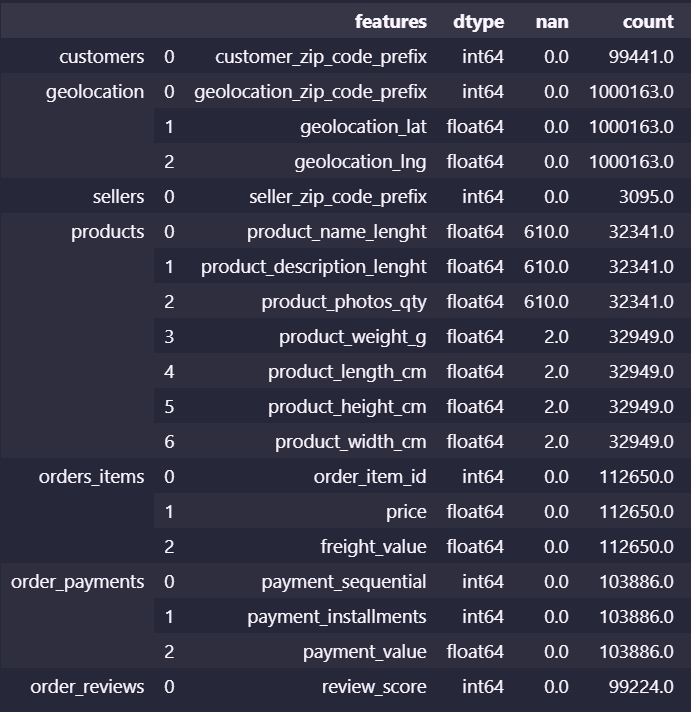 features dtype nan count
customers 0 customer_zip_code_prefix int64 0.0 99441.0
geolocation 0 geolocation_zip_code_prefix int64 0.0 1000163.0
1 geolocation_lat float64 0.0 1000163.0
2 geolocation_lng float64 0.0 1000163.0
sellers 0 seller_zip_code_prefix int64 0.0 3095.0
products 0 product_name_lenght float64 610.0 32341.0
1 product_description_lenght float64 610.0 32341.0
2 product_photos_qty float64 610.0 32341.0
3 product_weight_g float64 2.0 32949.0
4 product_length_cm float64 2.0 32949.0
5 product_height_cm float64 2.0 32949.0
6 product_width_cm float64 2.0 32949.0
orders_items 0 order_item_id int64 0.0 112650.0
1 price float64 0.0 112650.0
2 freight_value float64 0.0 112650.0
order_payments 0 payment_sequential int64 0.0 103886.0
1 payment_installments int64 0.0 103886.0
2 payment_value float64 0.0 103886.0
order_reviews 0 review_score int64 0.0 99224.0